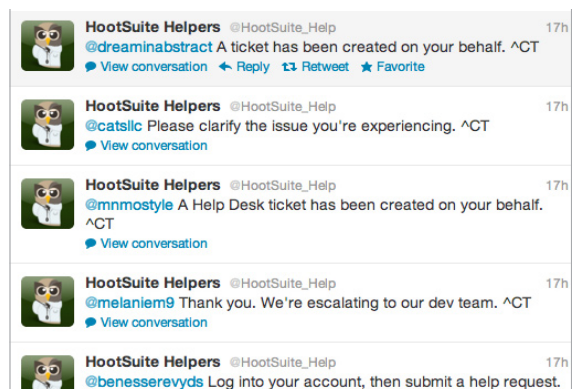 HootSuite Helpers @HootSuite_Help 17h
@dreaminabstract A ticket has been created on your behalf. ^CT
View conversation Reply Retweet Favorite
HootSuite Helpers @HootSuite_Help 17h
@catsllc Please clarify the issue you're experiencing. ^CT
View conversation
HootSuite Helpers @HootSuite_Help 17h
@mnmostyle A Help Desk ticket has been created on your behalf.
^CT
View conversation
HootSuite Helpers @HootSuite_Help 17h
@melaniem9 Thank you. We're escalating to our dev team. ^CT
View conversation
HootSuite Helpers @HootSuite_Help 17h
@benesserevyds Log into your account, then submit a help request.